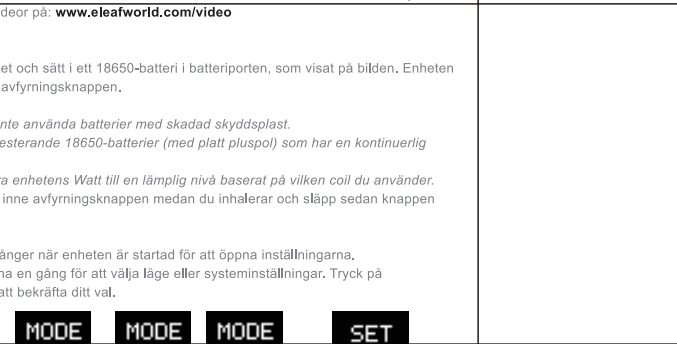 deor på: www.eleafworld.com/video
et och sätt i ett 18650-batteri i batteriporten, som visat på bilden. Enheten
avfyrningsknappen.
nte använda batterier med skadad skyddsplast.
esterande 18650-batterier (med platt pluspol) som har en kontinuerlig
ra enhetens Watt till en lämplig nivå baserat på vilken coil du använder.
inne avfyrningsknappen medan du inhalerar och släpp sedan knappen
ånger när enheten är startad för att öppna inställningarna.
na en gång för att välja läge eller systeminställningar. Tryck på
att bekräfta ditt val.
MODE MODE MODE SET